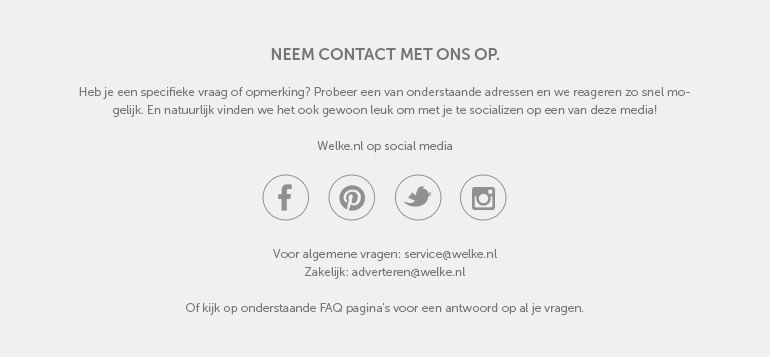 NEEM CONTACT MET ONS OP.
Heb je een specifieke vraag of opmerking? Probeer een van onderstaande adressen en we reageren zo snel mo-
gelijk. En natuurlijk vinden we het ook gewoon leuk om met je te socializen op een van deze media!
Welke.nl op social media
Voor algemene vragen: service@welke.nl
Zakelijk: adverteren@welke.nl
Of kijk op onderstaande FAQ pagina's voor een antwoord op al je vragen.